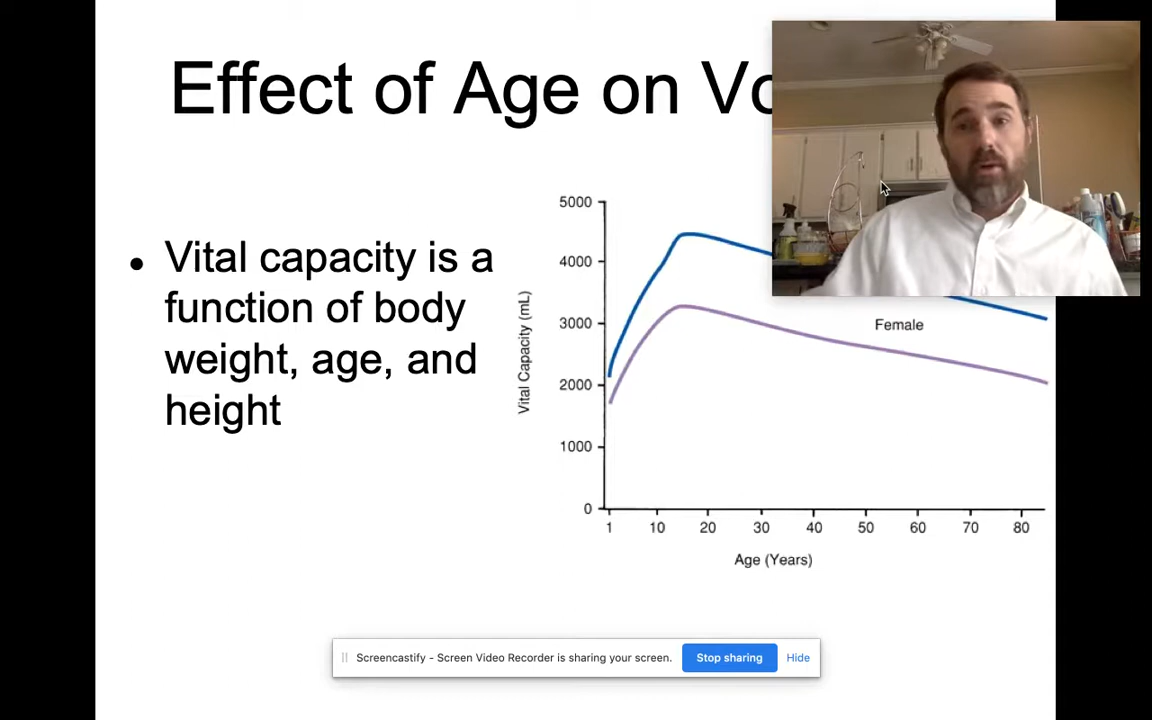 Effect of Age on
Vital capacity is a
function of body
weight, age, and
height
5000
4000
3000
2000
1000
0
Vital Capacity (mL)
Female
1 10 20 30 40 50 60 70 80
Age (Years)
Screencastify - Screen Video Recorder is sharing your screen.
Stop sharing
Hide